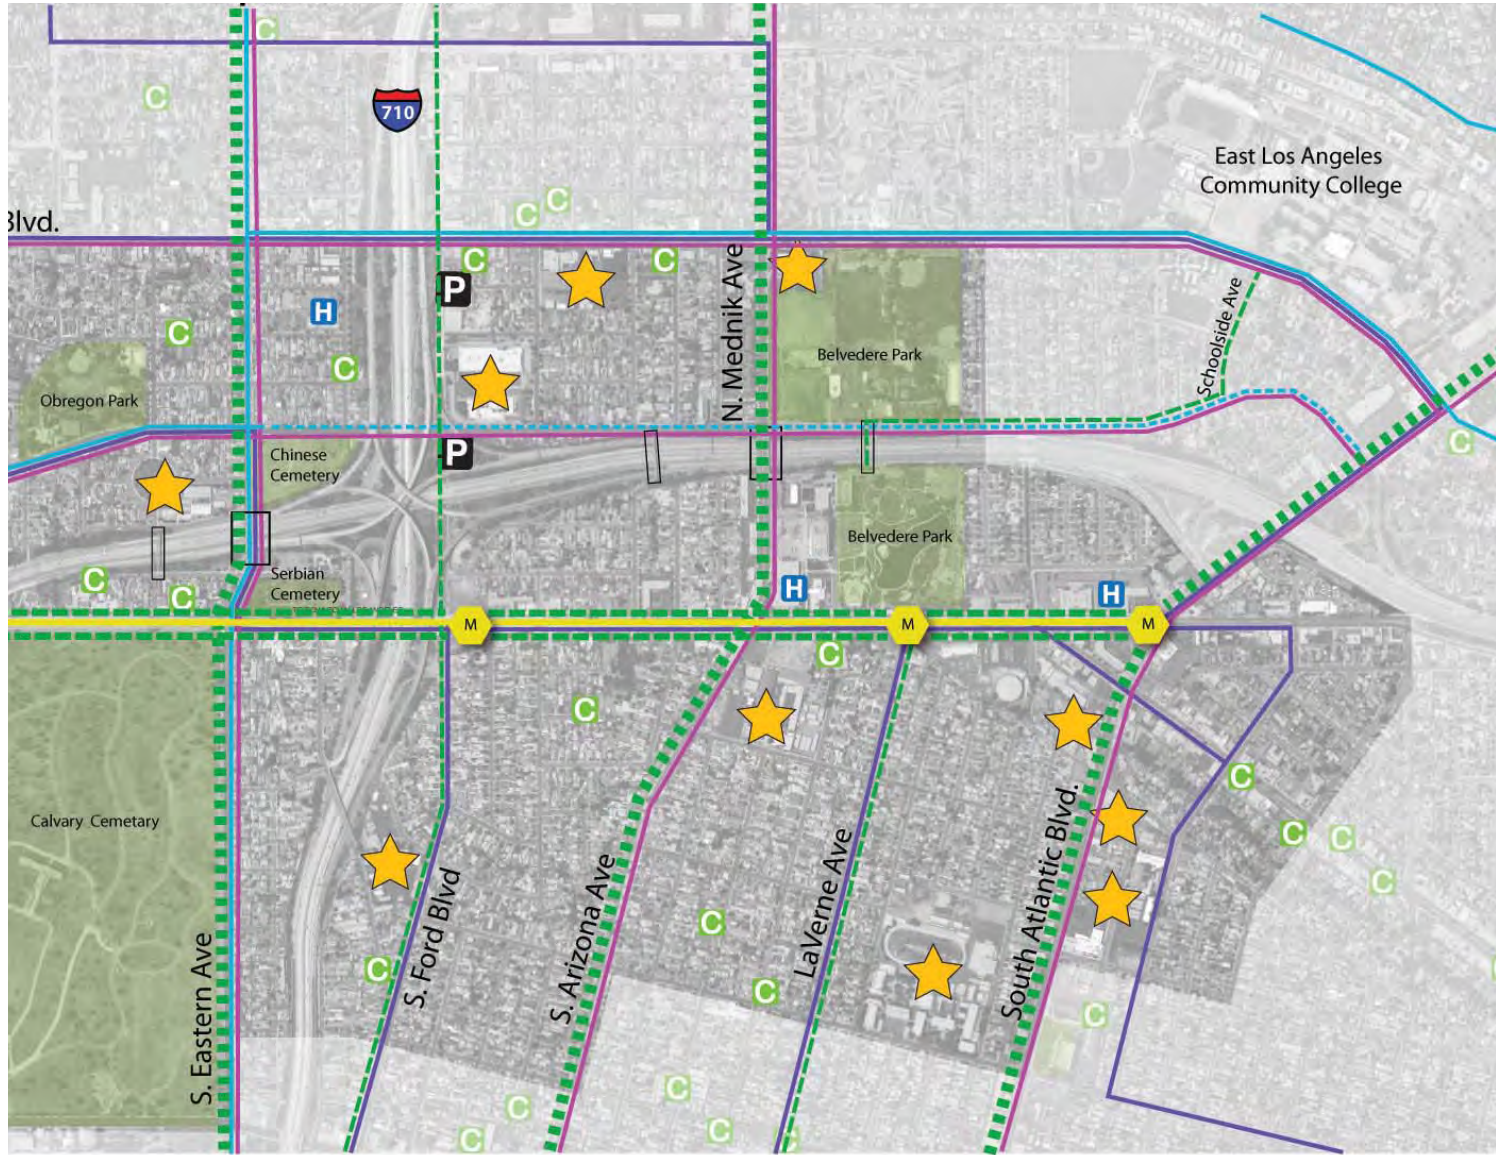 C
C
710
East Los Angeles
Community College
C
C
Blvd.
C
C
P
H
C
C
N. Mednik Ave
Schoolside Ave
Belvedere Park
Obregon Park
C
P
Chinese
Cemetery
Belvedere Park
C
C
Serbian
Cemetery
H
H
M
M
M
C
C
C
C
C
C
Calvary Cemetary
S. Eastern Ave
S. Ford Blvd
S. Arizona Ave
LaVerne Ave
South Atlantic Blvd.
C
C
C
C
C
C
C
C